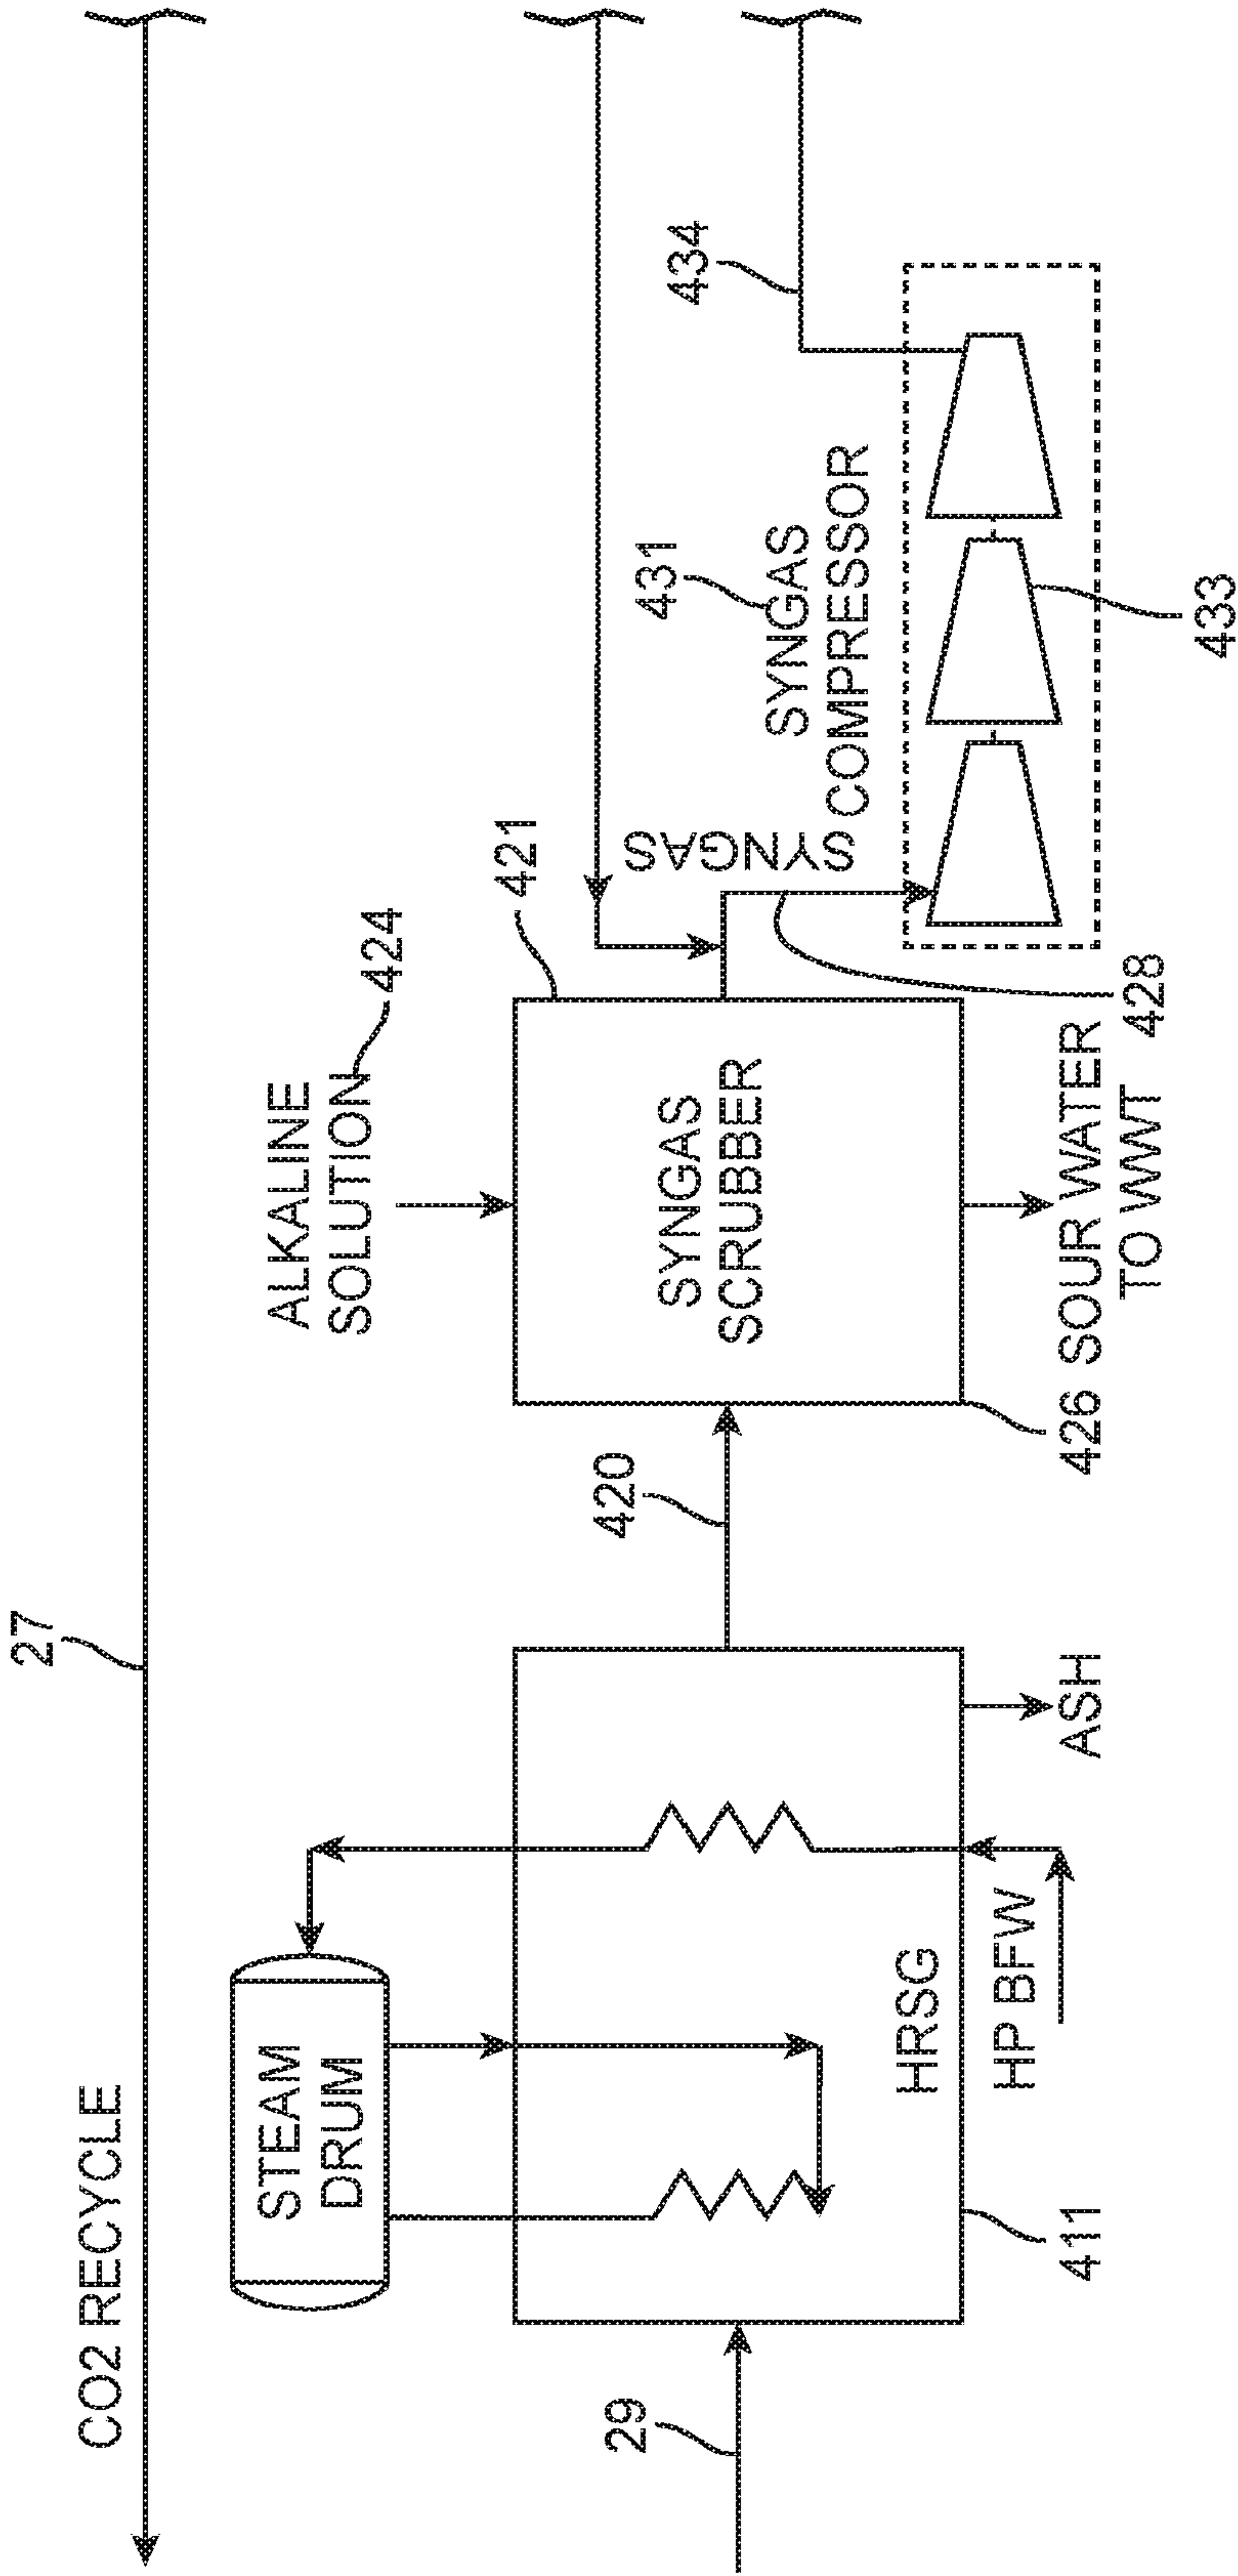 CO2 RECYCLE
27
STEAM
DRUM
29
HRSG
HP BFW
411
ASH
420
ALKALINE
SOLUTION
424
421
SYNGAS
SCRUBBER
426
SOUR WATER
TO WWT
428
SYNGAS
431
SYNGAS
COMPRESSOR
433
434